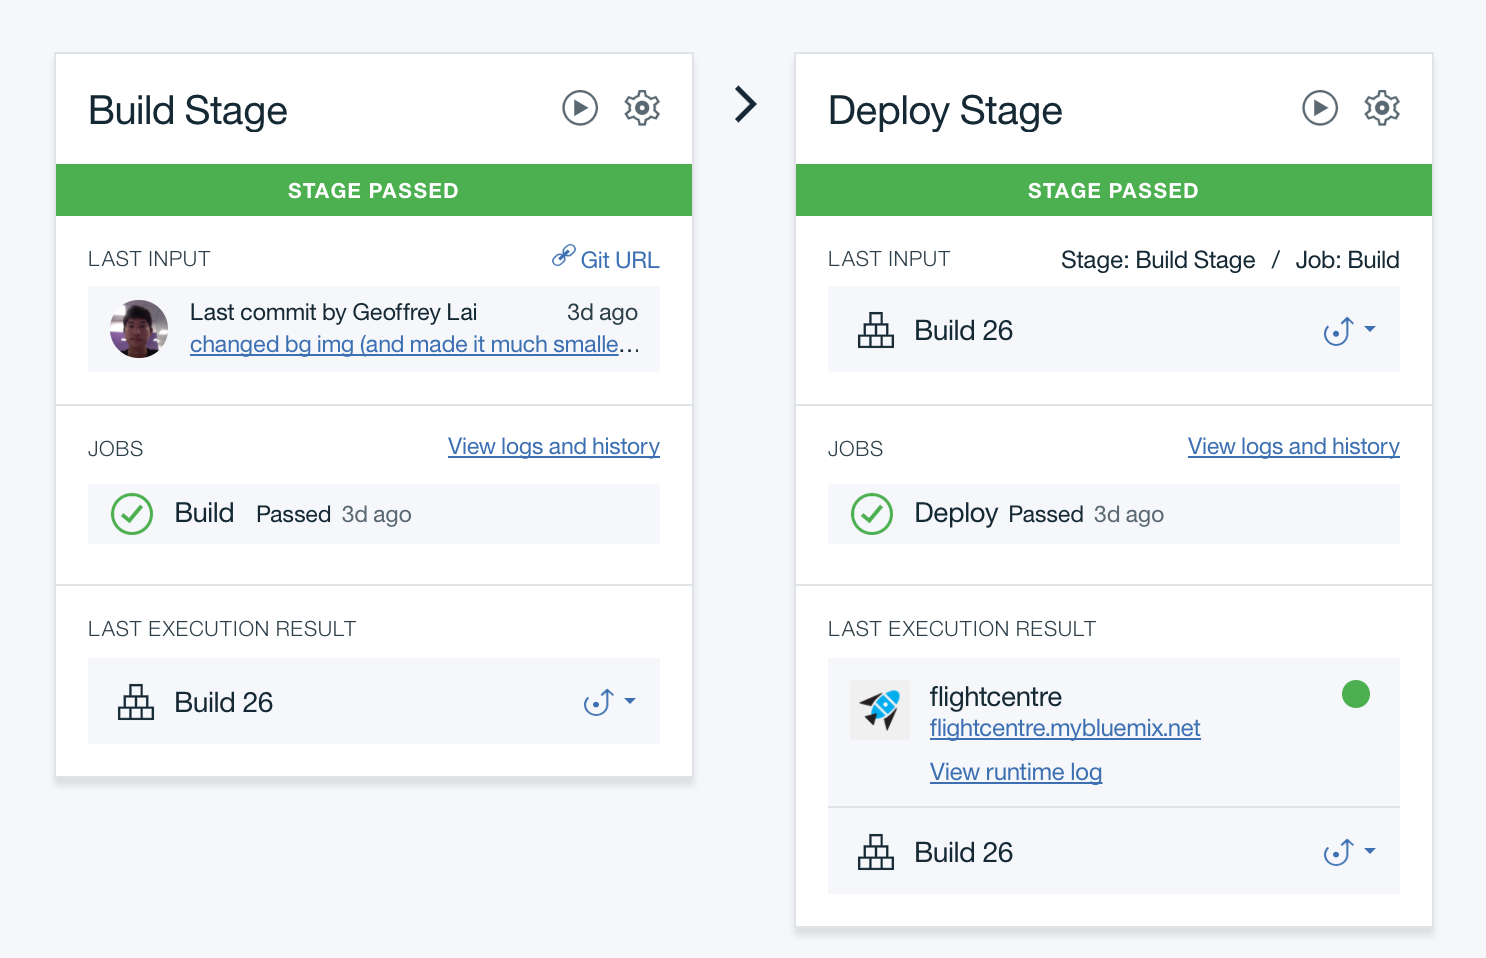 Build Stage
STAGE PASSED
LAST INPUT
Git URL
Last commit by Geoffrey Lai 3d ago
changed bg img (and made it much smalle...
JOBS
View logs and history
Build Passed 3d ago
LAST EXECUTION RESULT
Build 26
Deploy Stage
STAGE PASSED
LAST INPUT
Stage: Build Stage / Job: Build
Build 26
JOBS
View logs and history
Deploy Passed 3d ago
LAST EXECUTION RESULT
flightcentre
flightcentre.mybluemix.net
View runtime log
Build 26